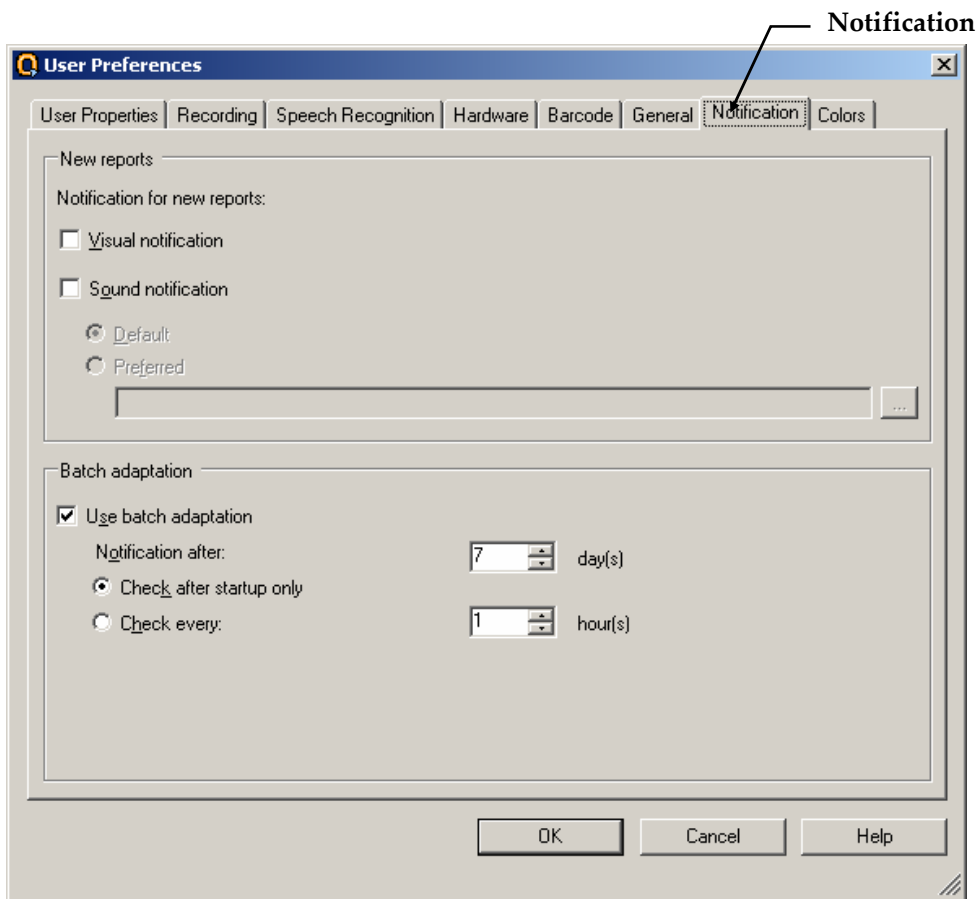 Notification
User Preferences
User Properties Recording Speech Recognition Hardware Barcode General Notification Colors
New reports
Notification for new reports:
Visual notification
Sound notification
Default
Preferred
...
Batch adaptation
Use batch adaptation
Notification after: 7 day(s)
Check after startup only
Check every: 1 hour(s)
OK Cancel Help